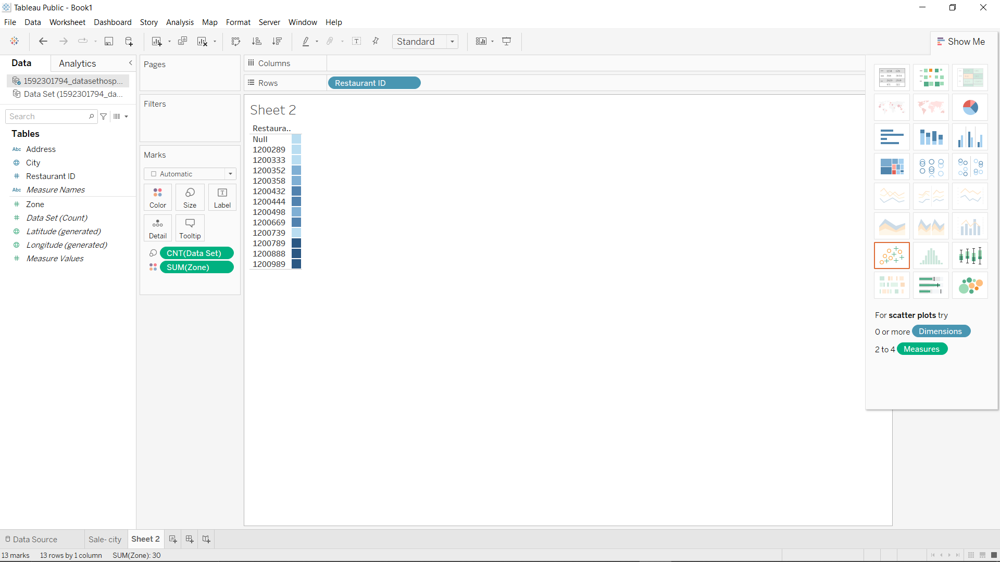 Tableau Public - Book1
File Data Worksheet Dashboard Story Analysis Map Format Server Window Help
Standard
Show Me
Data Analytics
1592301794_datasethosp...
Data Set (1592301794_da...
Search
Tables
Abc Address
City
Restaurant ID
Abc Measure Names
Zone
Data Set (Count)
Latitude (generated)
Longitude (generated)
Measure Values
Pages
Filters
Marks
Automatic
Color Size Label
Detail Tooltip
CNT(Data Set)
SUM(Zone)
Columns
Rows Restaurant ID
Sheet 2
Restaura..
Null
1200289
1200333
1200352
1200358
1200432
1200444
1200498
1200669
1200739
1200789
1200888
1200989
For scatter plots try
0 or more Dimensions
2 to 4 Measures
Data Source Sale- city Sheet 2
13 marks 13 rows by 1 column SUM(Zone): 30